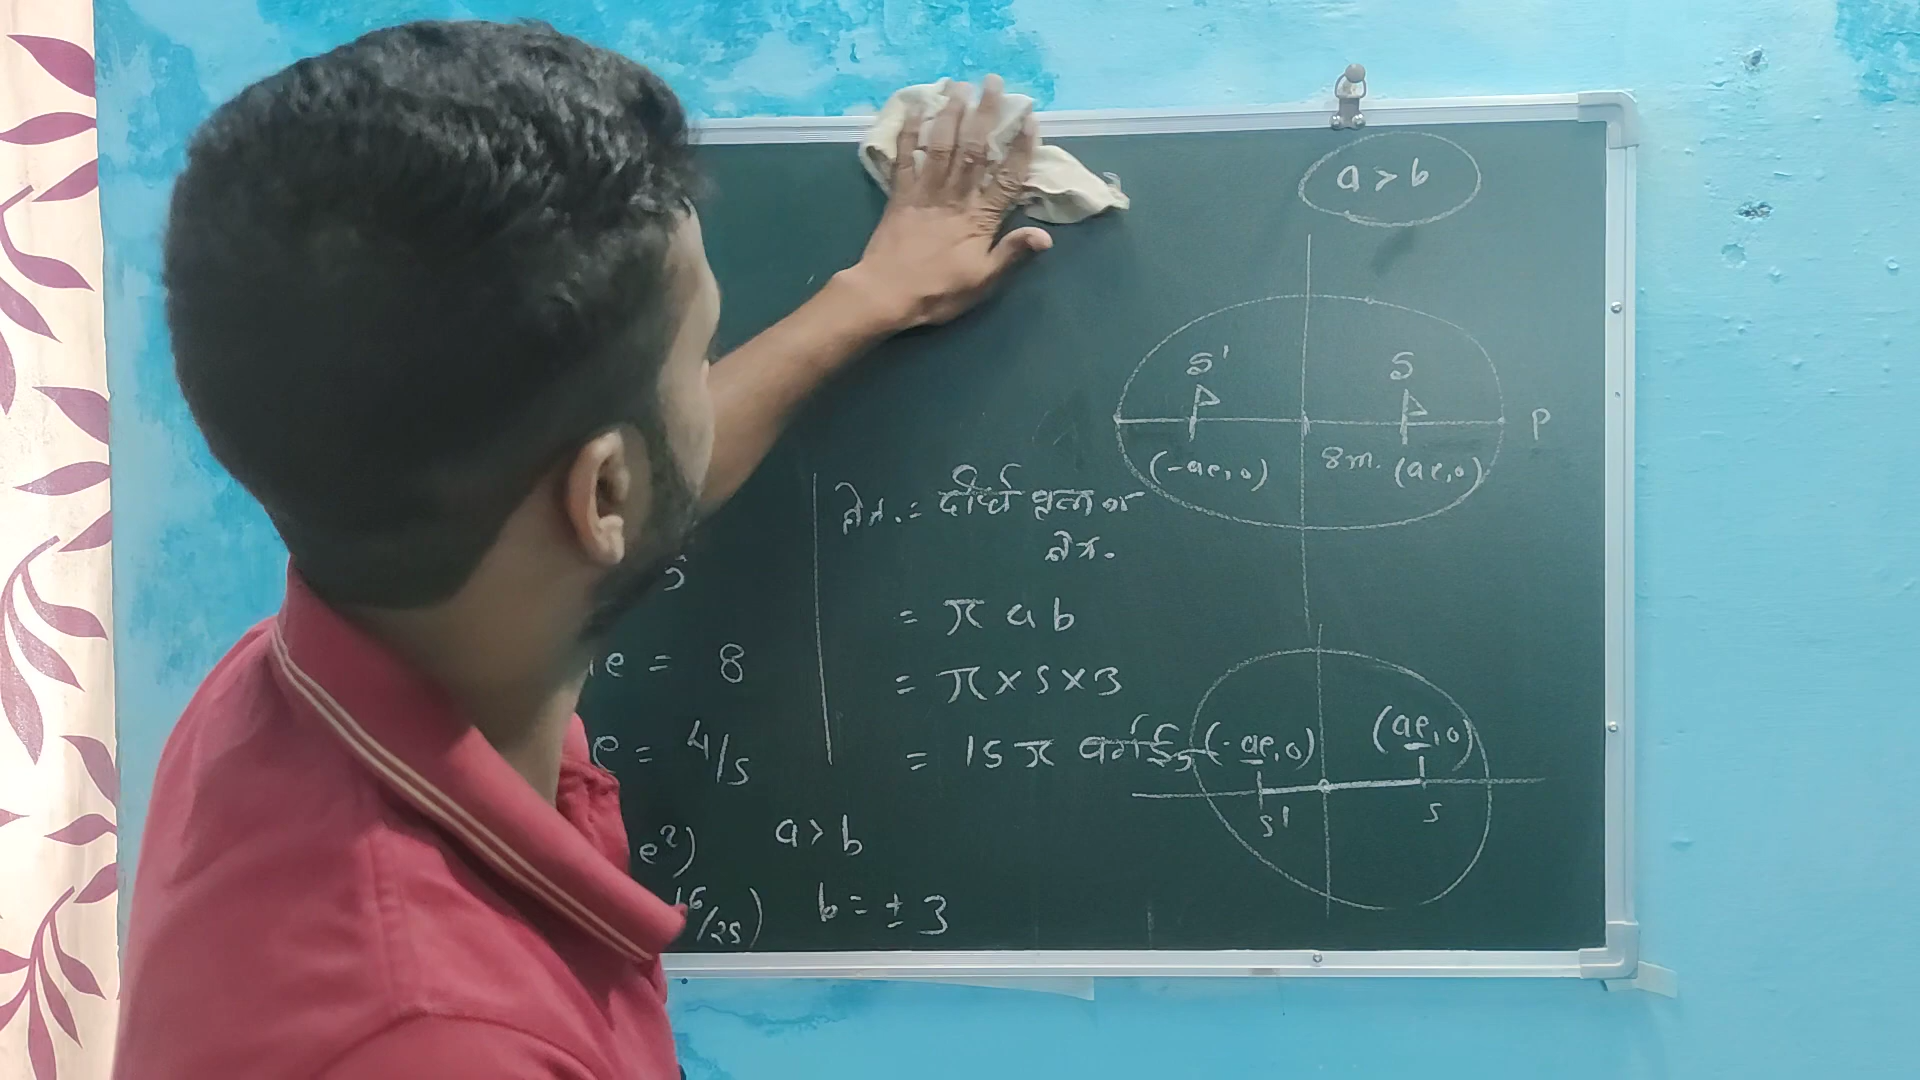 a > b
S' S
P
(-ae,0) 8m. (ae,0)
क्षेत्र. = दीर्घ वृत्त का
क्षेत्र.
= π a b
= π x 5 x 3
= 15 π वर्ग इ
5
e = 8
e = 4/5
e²)
a > b
16/25)
b = ± 3
(-ae,0) (ae,0)
S' S